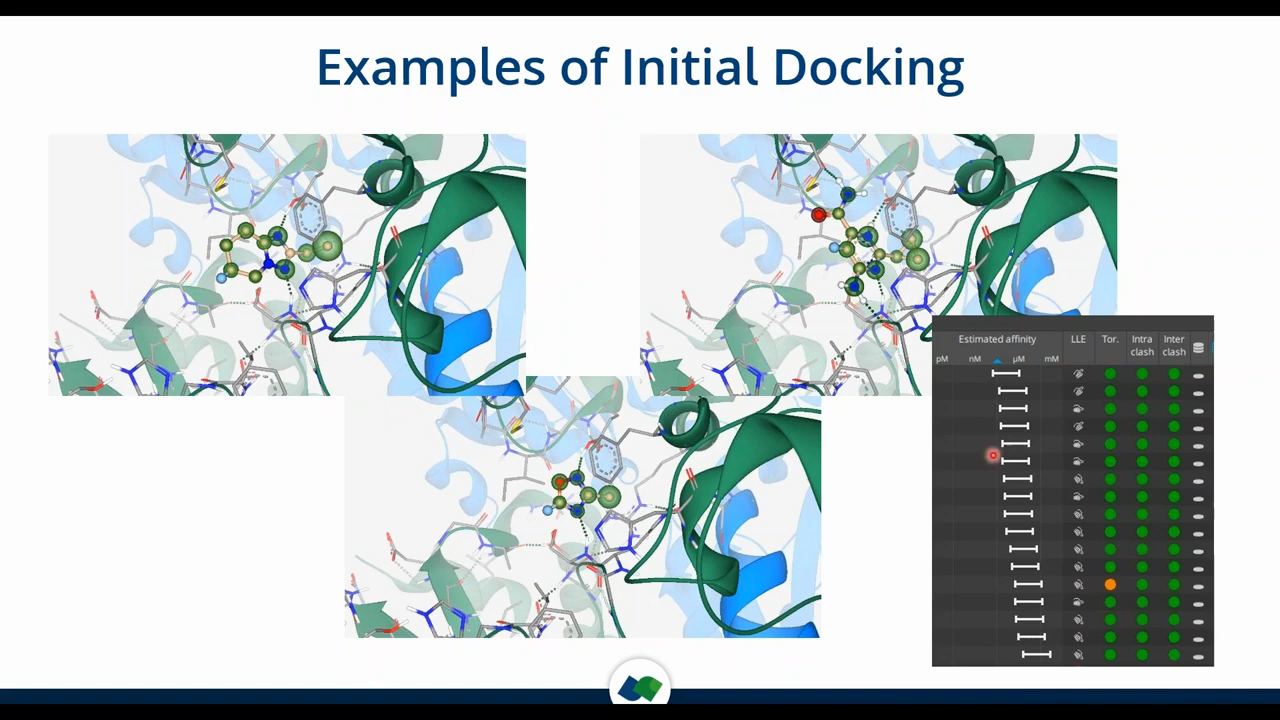 Examples of Initial Docking
Estimated affinity LLE Tor. Intra clash Inter clash
pM nM µM mM